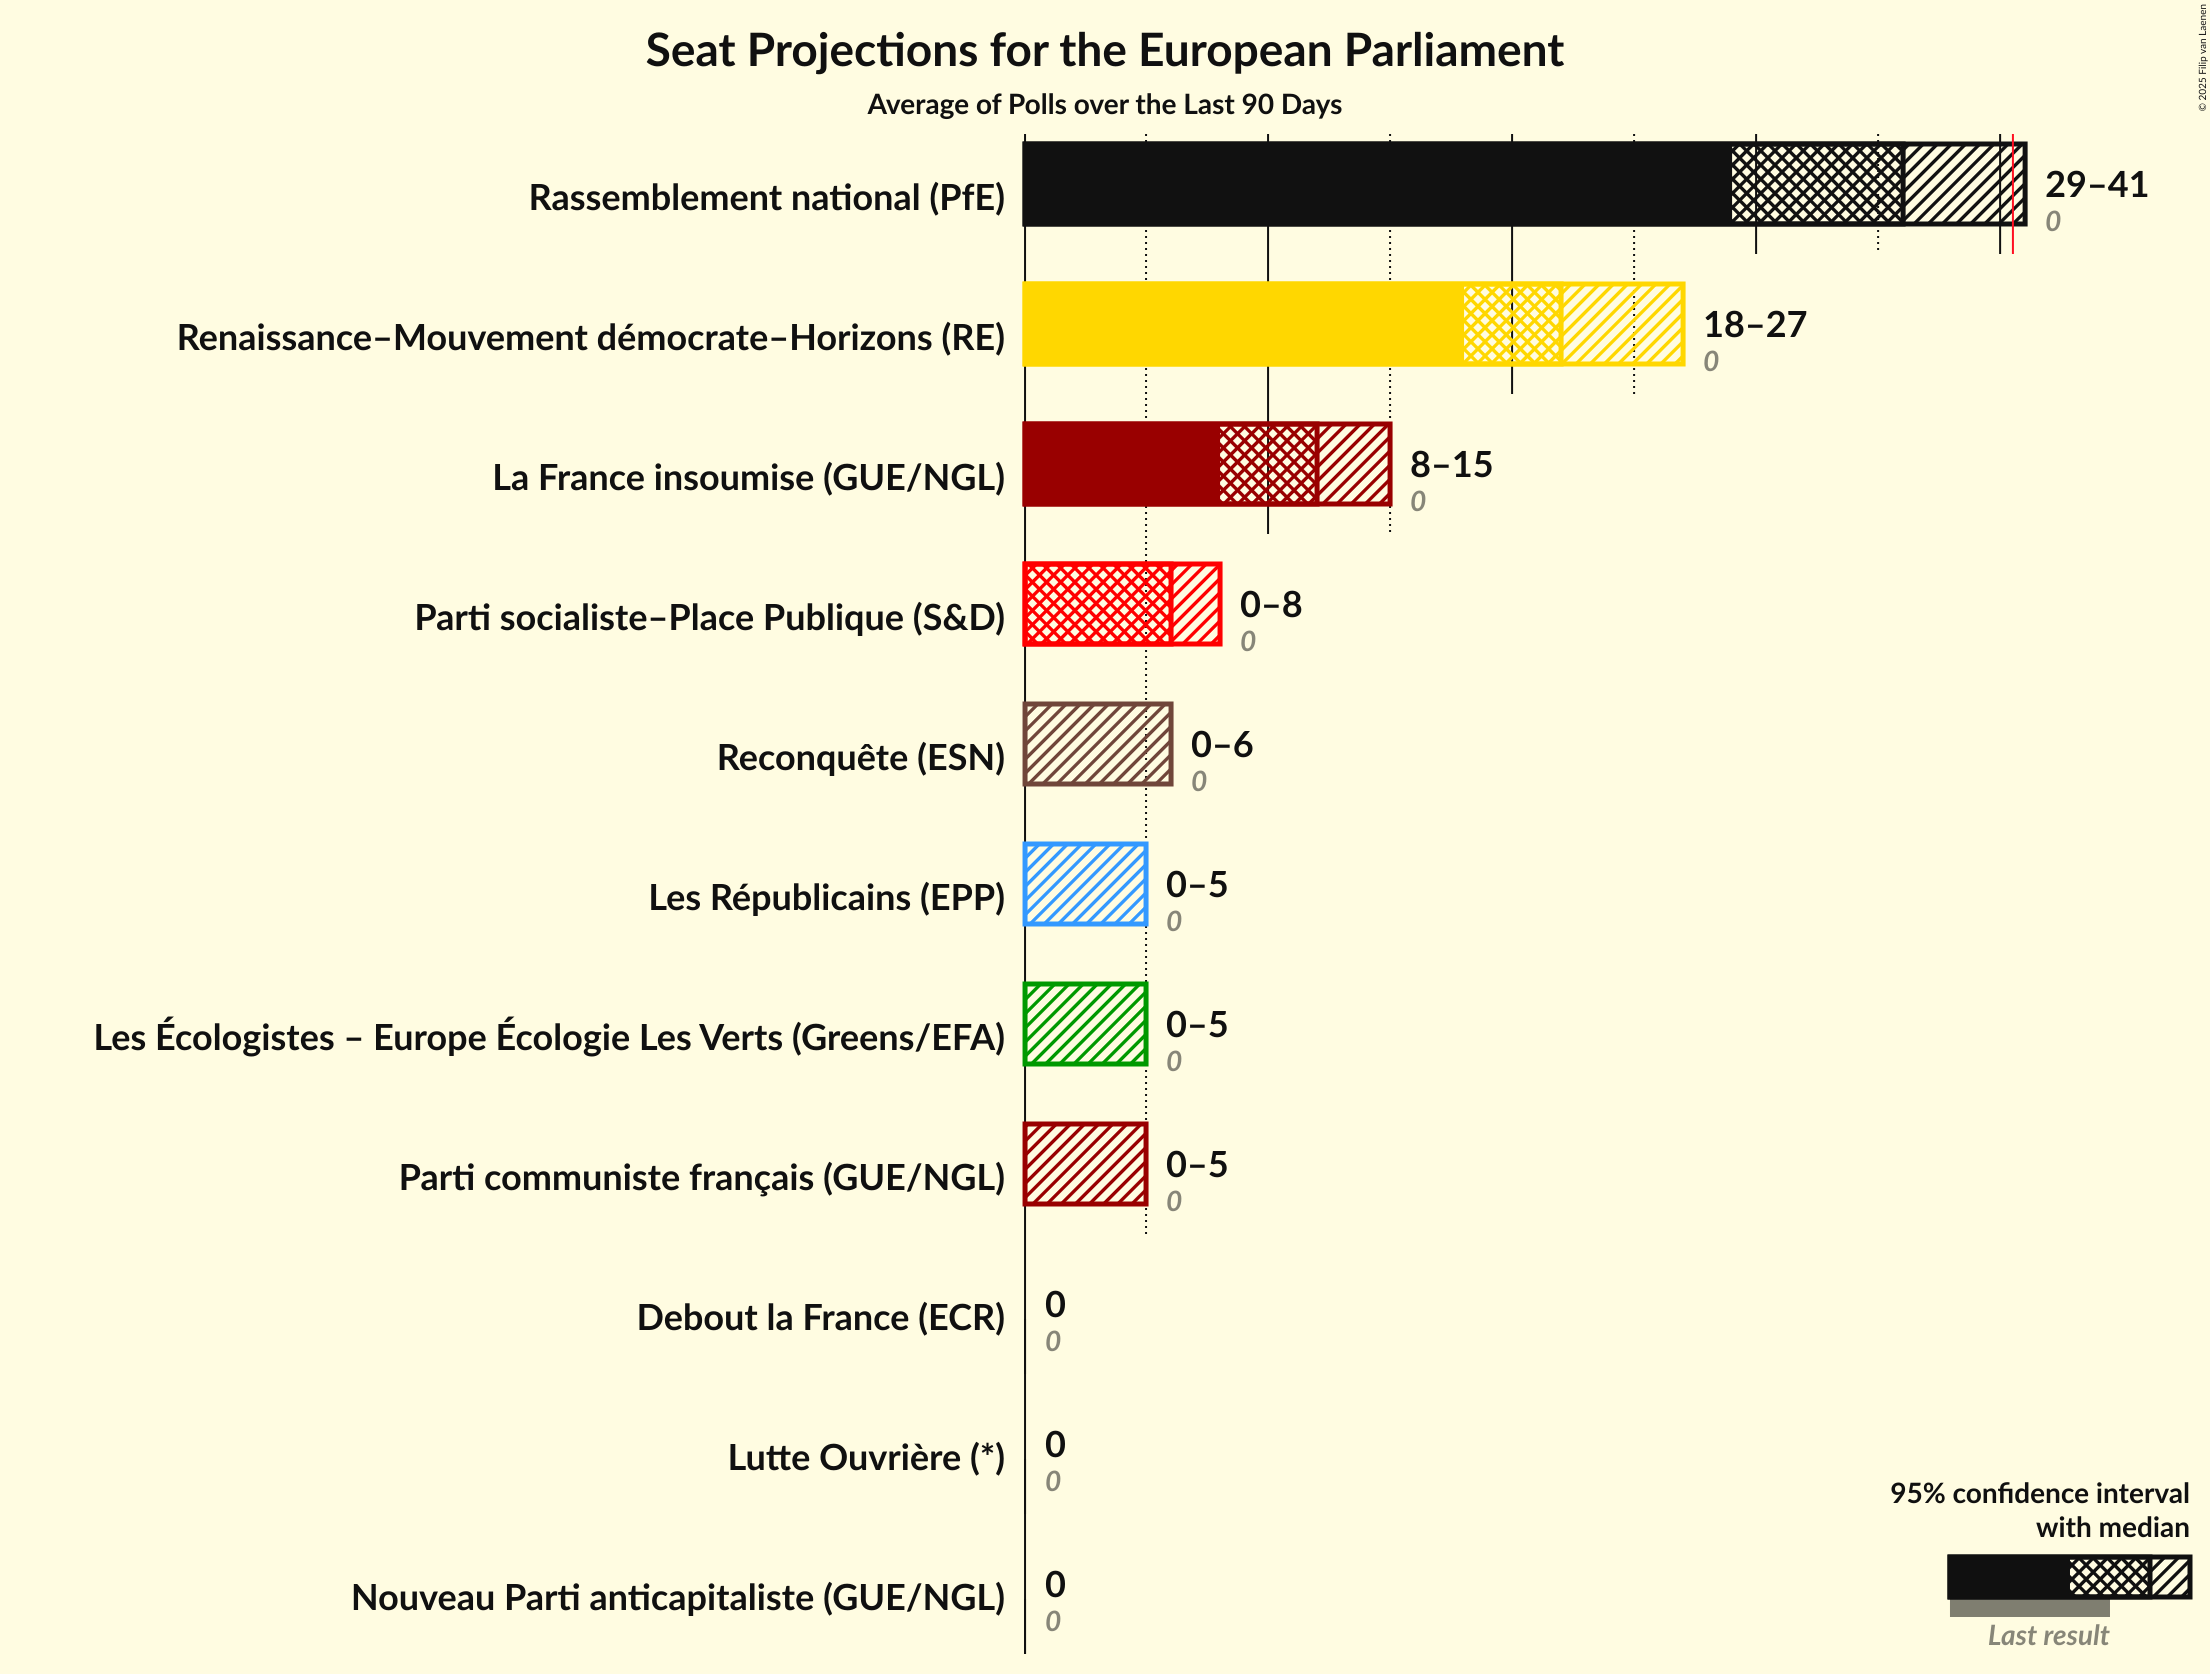 Seat Projections for the European Parliament
Average of Polls over the Last 90 Days
© 2025 Filip van Laenen
Rassemblement national (PfE)
29–41
0
Renaissance–Mouvement démocrate–Horizons (RE)
18–27
0
La France insoumise (GUE/NGL)
8–15
0
Parti socialiste–Place Publique (S&D)
0–8
0
Reconquête (ESN)
0–6
0
Les Républicains (EPP)
0–5
0
Les Écologistes – Europe Écologie Les Verts (Greens/EFA)
0–5
0
Parti communiste français (GUE/NGL)
0–5
0
Debout la France (ECR)
0
0
Lutte Ouvrière (*)
0
0
Nouveau Parti anticapitaliste (GUE/NGL)
0
0
95% confidence interval
with median
Last result